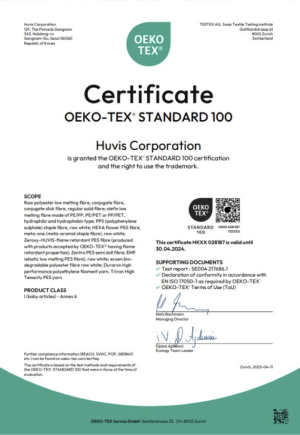 Huvis Corporation
12F, The Pinnacle Gangnam
343, Hakdong-ro
Gangnam-Gu, Seoul 06060
Republic of Korea
TESTEX AG, Swiss Textile Testing Institute
Gotthardstrasse 61
8002 Zurich
Switzerland
OEKO
TEX®
Certificate
OEKO-TEX® STANDARD 100
Huvis Corporation
is granted the OEKO-TEX® STANDARD 100 certification
and the right to use the trademark.
SCOPE
Raw polyester low melting fibre, conjugate fibre,
conjugate slick fibre, regular solid fibre; olefin low
melting fibre made of PE/PP, PE/PET or PP/PET,
hydrophilic and hydrophobic type; PPS (polyphenylene
sulphide) staple fibre, raw white; HEXA Flower PES fibre,
meta-one (meta-aramid staple fibre), raw white;
flame retardant PES fibre (produced
with products accepted by OEKO-TEX® having flame
retardant properties), Zentra PES semi dull fibre; EMF
(elastic low melting PES fibre), raw white; ecoen bio-
degradable polyester fibre raw white; Duraron high
performance polyethylene filament yarn, Triron High
Tenacity PES yarn
PRODUCT CLASS
I (baby articles) - Annex 6
OEKO
TEX®
STANDARD
100
HKXX 028187
TESTEX
This certificate HKXX 028187 is valid until
30.04.2024.
SUPPORTING DOCUMENTS
✓ Test report : SEO04 217686.1
✓ Declaration of conformity in accordance with
EN ISO 17050-1 as required by OEKO-TEX®
✓ OEKO-TEX® Terms of Use (ToU)
Marc Bachmann
Managing Director
Ecology Team Leader
Further compliance information (REACH, SVHC, POP, GB18401
etc.) can be found on oeko-tex.com/en/faq.
The certificate is based on the test methods and requirements of
the OEKO-TEX® STANDARD 100 that were in force at the time of
evaluation.
Zurich, 2023-04-11
OEKO-TEX Service GmbH Genferstrasse 23, CH-8002 Zurich